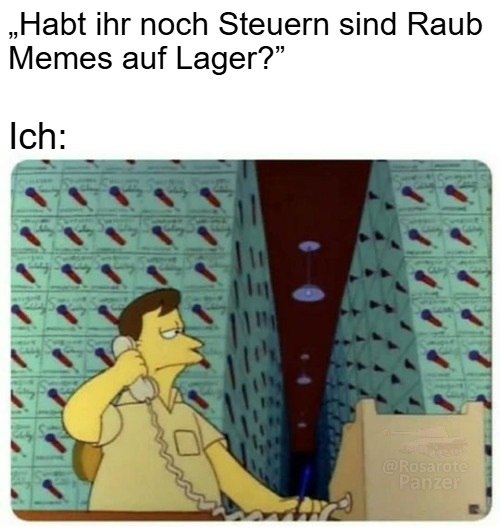 „Habt ihr noch Steuern sind Raub
Memes auf Lager?”
Ich:
@Rosarote
Panzer